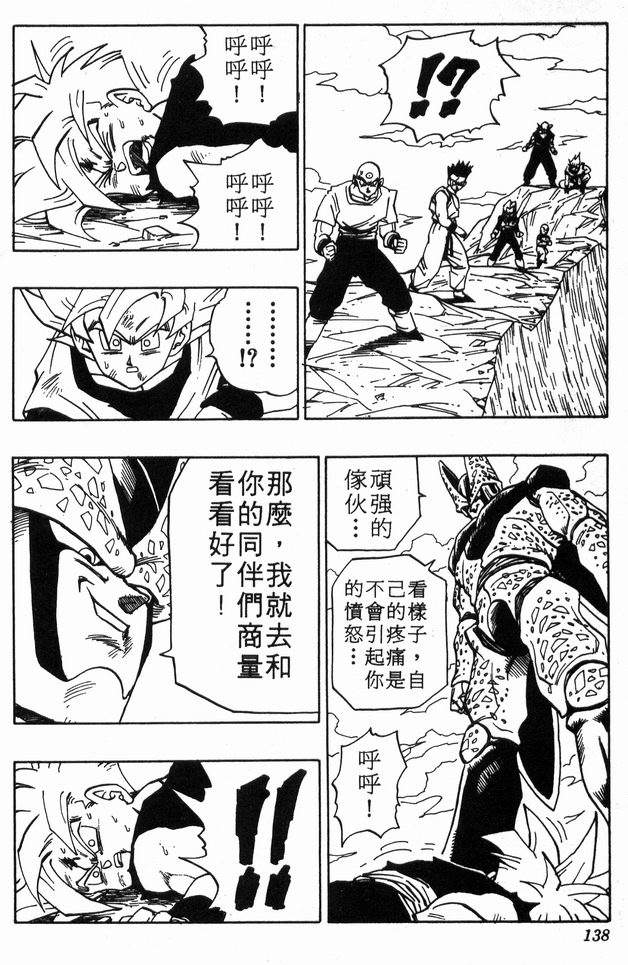 !?
呼呼！
呼呼！
呼呼！
呼呼！
………
………!?
頑强的
傢伙…
看樣子，自
己的疼痛是
不會引起你
的憤怒…
呼
呼！
那麼，我就去和
你的同伴們商量
看看好了！
!!
138